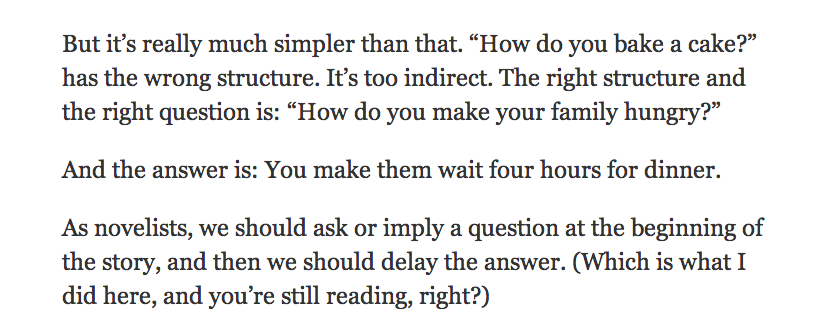 But it’s really much simpler than that. “How do you bake a cake?”
has the wrong structure. It’s too indirect. The right structure and
the right question is: “How do you make your family hungry?”
And the answer is: You make them wait four hours for dinner.
As novelists, we should ask or imply a question at the beginning of
the story, and then we should delay the answer. (Which is what I
did here, and you’re still reading, right?)